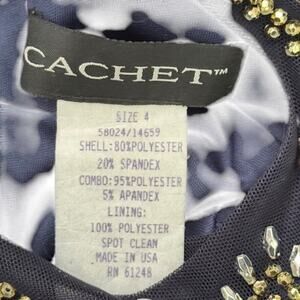 CACHET™
SIZE 4
58024/14659
SHELL:80%POLYESTER
20% SPANDEX
COMBO:95%POLYESTER
5% APANDEX
LINING:
100% POLYESTER
SPOT CLEAN
MADE IN USA
RN 61248